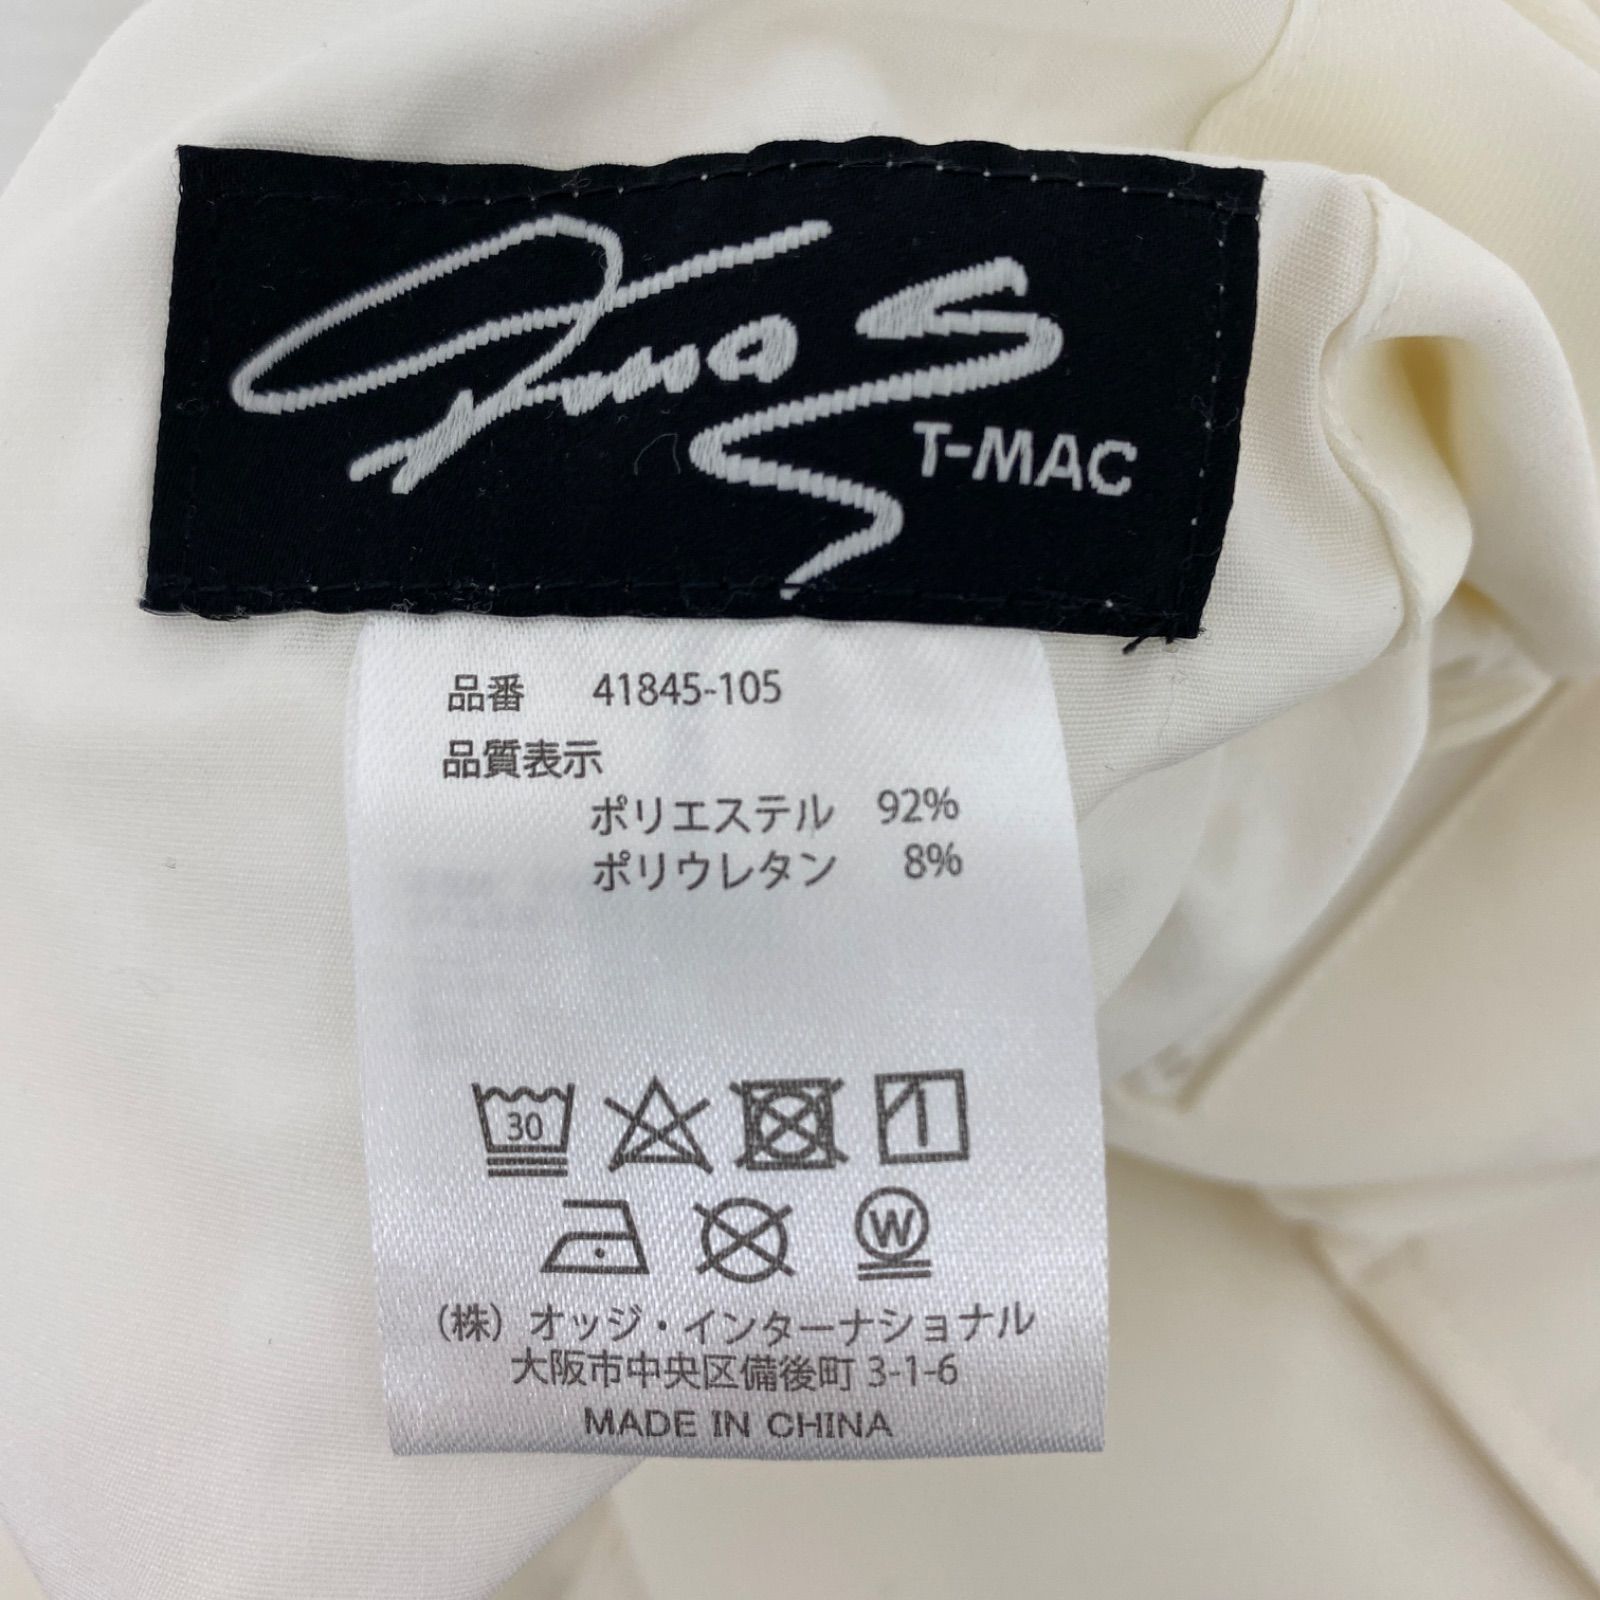 T-MAC
品番 41845-105
品質表示
ポリエステル 92%
ポリウレタン 8%
30
W
（株）オッジ・インターナショナル
大阪市中央区備後町 3-1-6
MADE IN CHINA